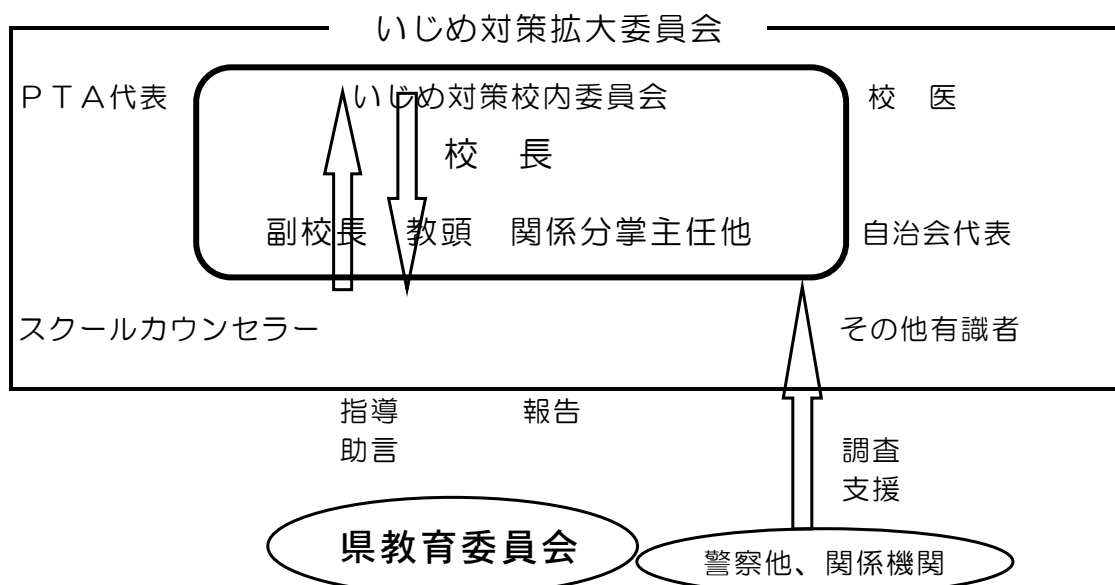 いじめ対策拡大委員会
ＰＴＡ代表
いじめ対策校内委員会
校　医
校　長
副校長　教頭　関係分掌主任他
自治会代表
スクールカウンセラー
その他有識者
指導
助言
報告
調査
支援
県教育委員会
警察他、関係機関